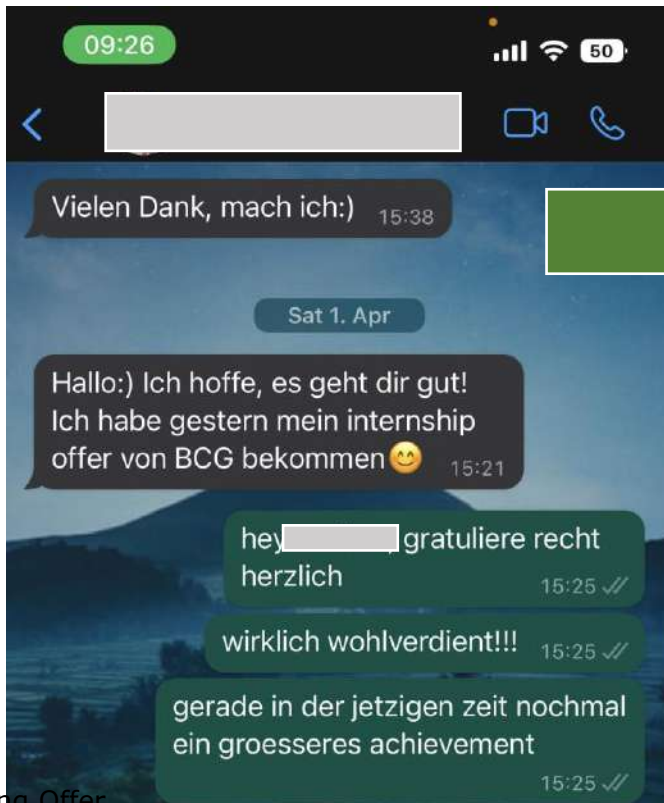 09:26
50
Vielen Dank, mach ich:) 15:38
Sat 1. Apr
Hallo:) Ich hoffe, es geht dir gut!
Ich habe gestern mein internship
offer von BCG bekommen😊 15:21
hey , gratuliere recht
herzlich 15:25
wirklich wohlverdient!!! 15:25
gerade in der jetzigen zeit nochmal
ein groesseres achievement
15:25
Offer